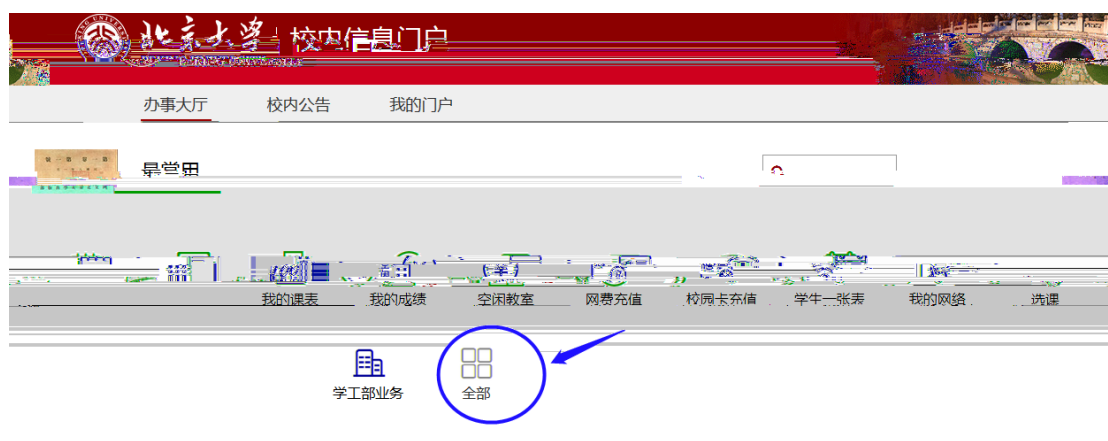 北京大学 校内信息门户
办事大厅 校内公告 我的门户
最常用
我的课表 我的成绩 空闲教室 网费充值 校园卡充值 学生一张表 我的网络 选课
学工部业务 全部